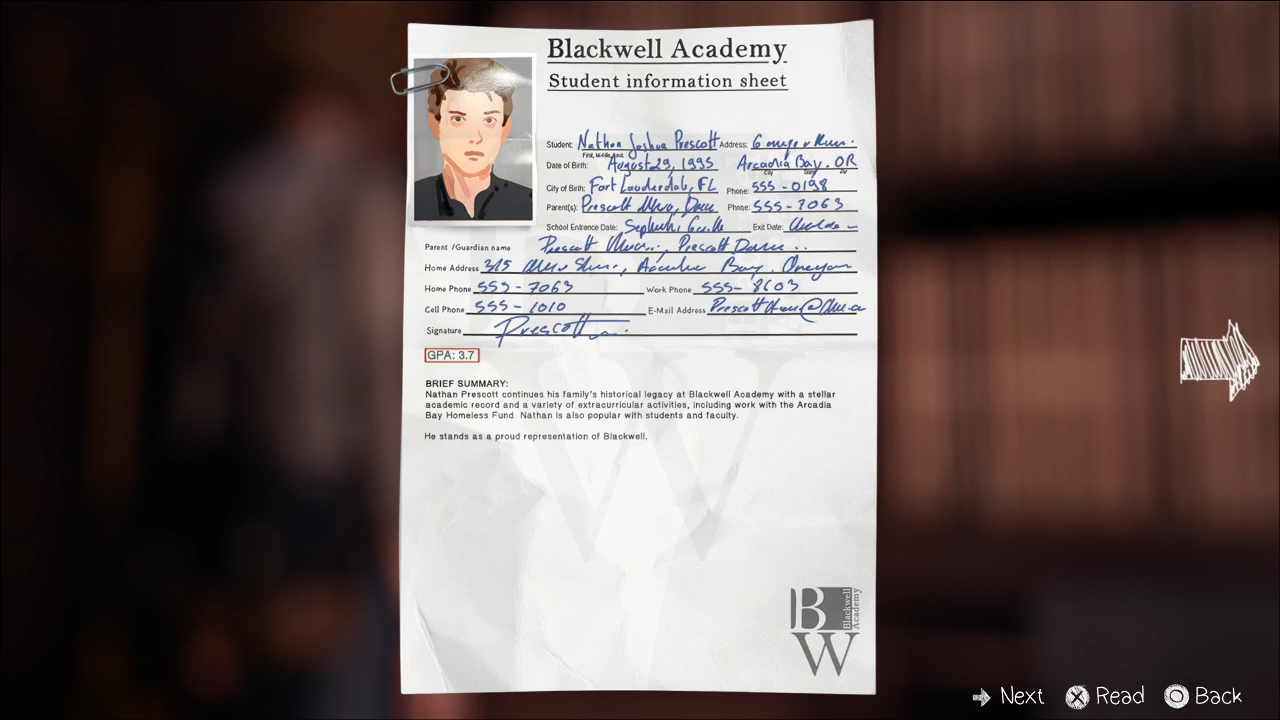 Blackwell Academy
Student information sheet
Student: Nathan Joshua Prescott Address:
First, Middle, Last
Date of Birth: August 29, 1995 Arcadia Bay. OR
City State Zip
City of Birth: Fort Lauderdale, FL Phone: 555-0198
Parent(s): Prescott Phone: 555-7063
School Entrance Date: Exit Date:
Parent /Guardian name Prescott Prescott
Home Address 315 Arcadia Bay. Oregon
Home Phone 555-7063 Work Phone 555-8603
Cell Phone 555-1010 E-Mail Address
Signature Prescott
GPA: 3.7
BRIEF SUMMARY:
Nathan Prescott continues his family's historical legacy at Blackwell Academy with a stellar
academic record and a variety of extracurricular activities, including work with the Arcadia
Bay Homeless Fund Nathan is also popular with students and faculty.
He stands as a proud representation of Blackwell.
B Blackwell Academy
W
Next Read Back